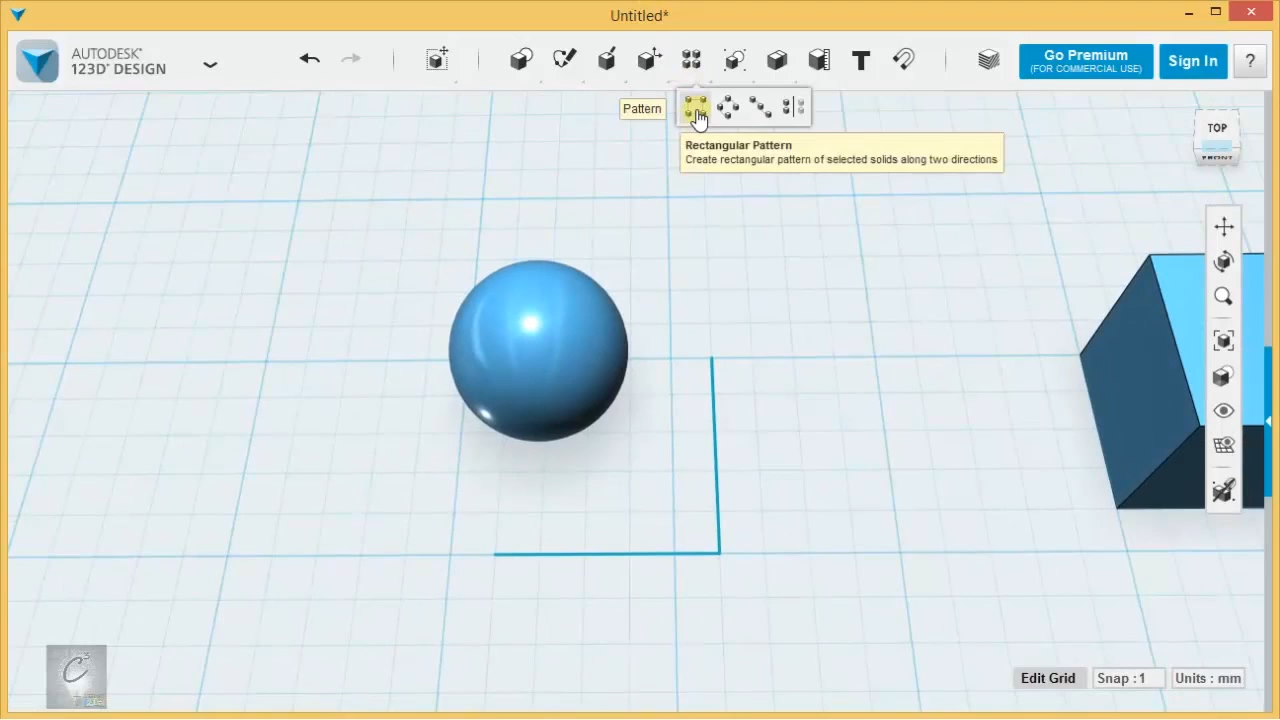 Untitled*
AUTODESK®
123D® DESIGN
Go Premium
(FOR COMMERCIAL USE)
Sign In
?
Pattern
Rectangular Pattern
Create rectangular pattern of selected solids along two directions
TOP
FRONT
Edit Grid
Snap : 1
Units : mm